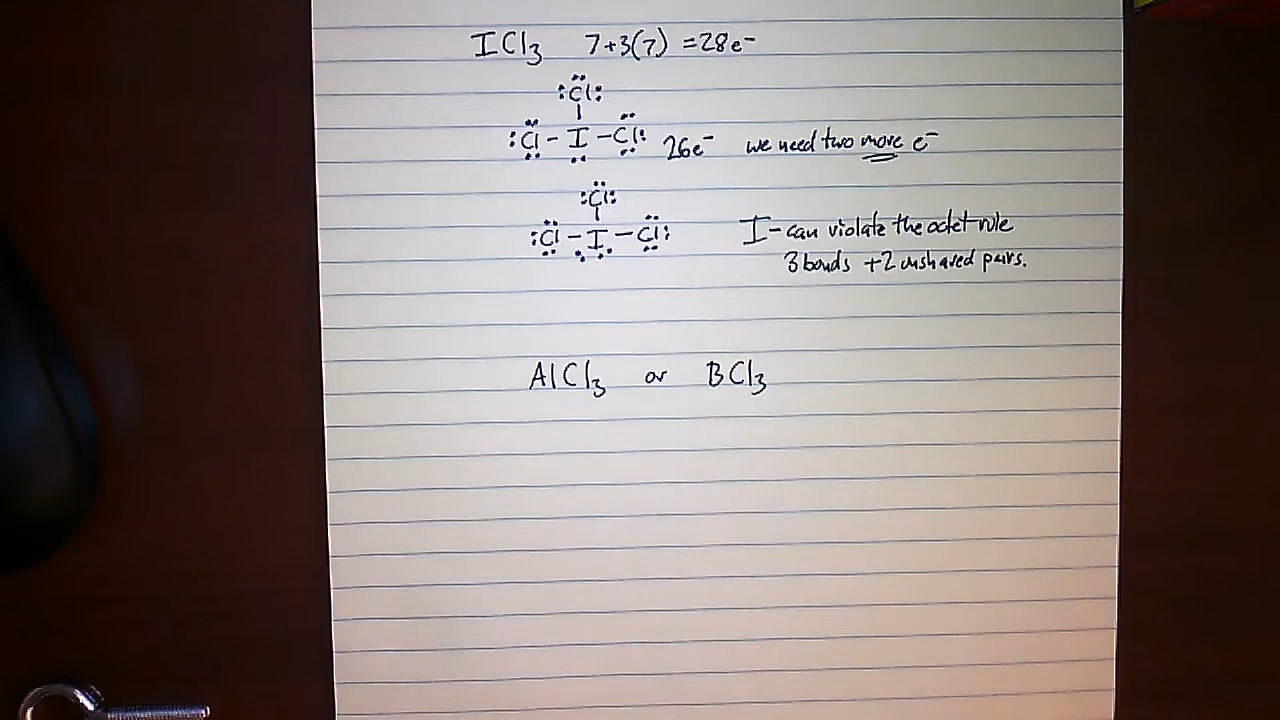 ICl₃ 7+3(7) =28e⁻
:Cl:
:Cl - I - Cl: 26e⁻ we need two more e⁻
:Cl:
:Cl - I - Cl: I - can violate the octet rule
3 bonds +2 unshared pairs.
AlCl₃ or BCl₃